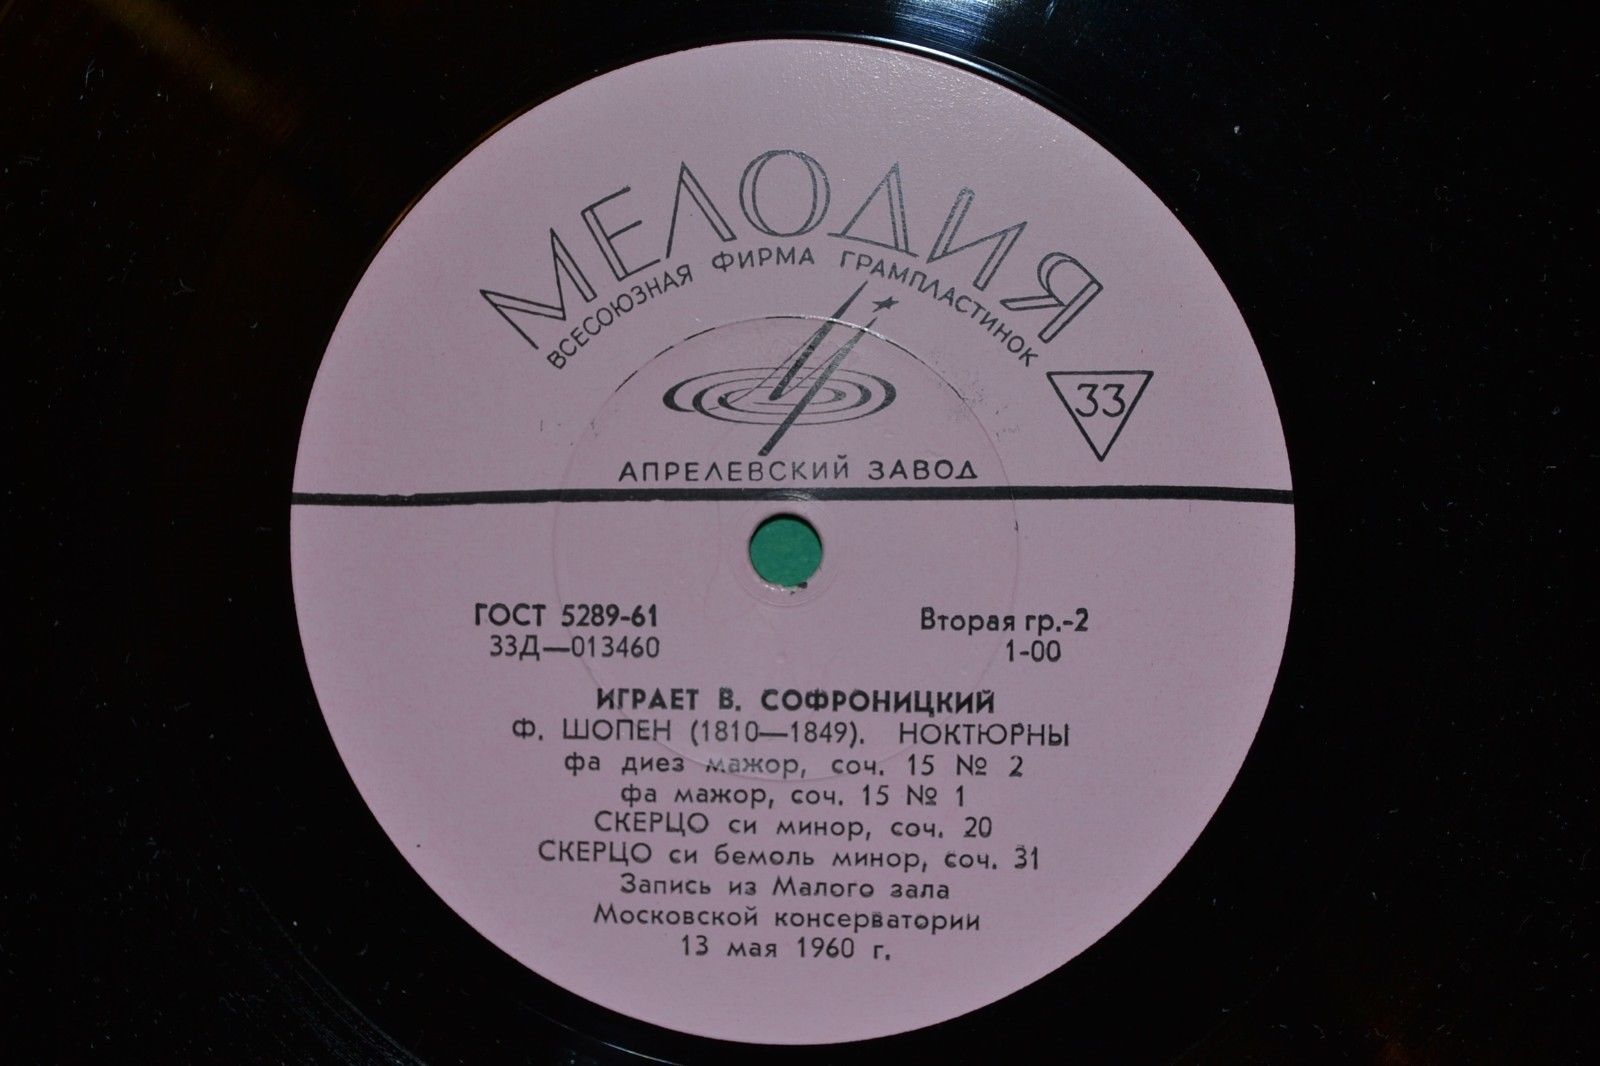 МЕЛОДИЯ
ВСЕСОЮЗНАЯ ФИРМА ГРАМПЛАСТИНОК
33
АПРЕЛЕВСКИЙ ЗАВОД
ГОСТ 5289-61 Вторая гр.-2
33Д—013460 1-00
ИГРАЕТ В. СОФРОНИЦКИЙ
Ф. ШОПЕН (1810—1849). НОКТЮРНЫ
фа диез мажор, соч. 15 № 2
фа мажор, соч. 15 № 1
СКЕРЦО си минор, соч. 20
СКЕРЦО си бемоль минор, соч. 31
Запись из Малого зала
Московской консерватории
13 мая 1960 г.